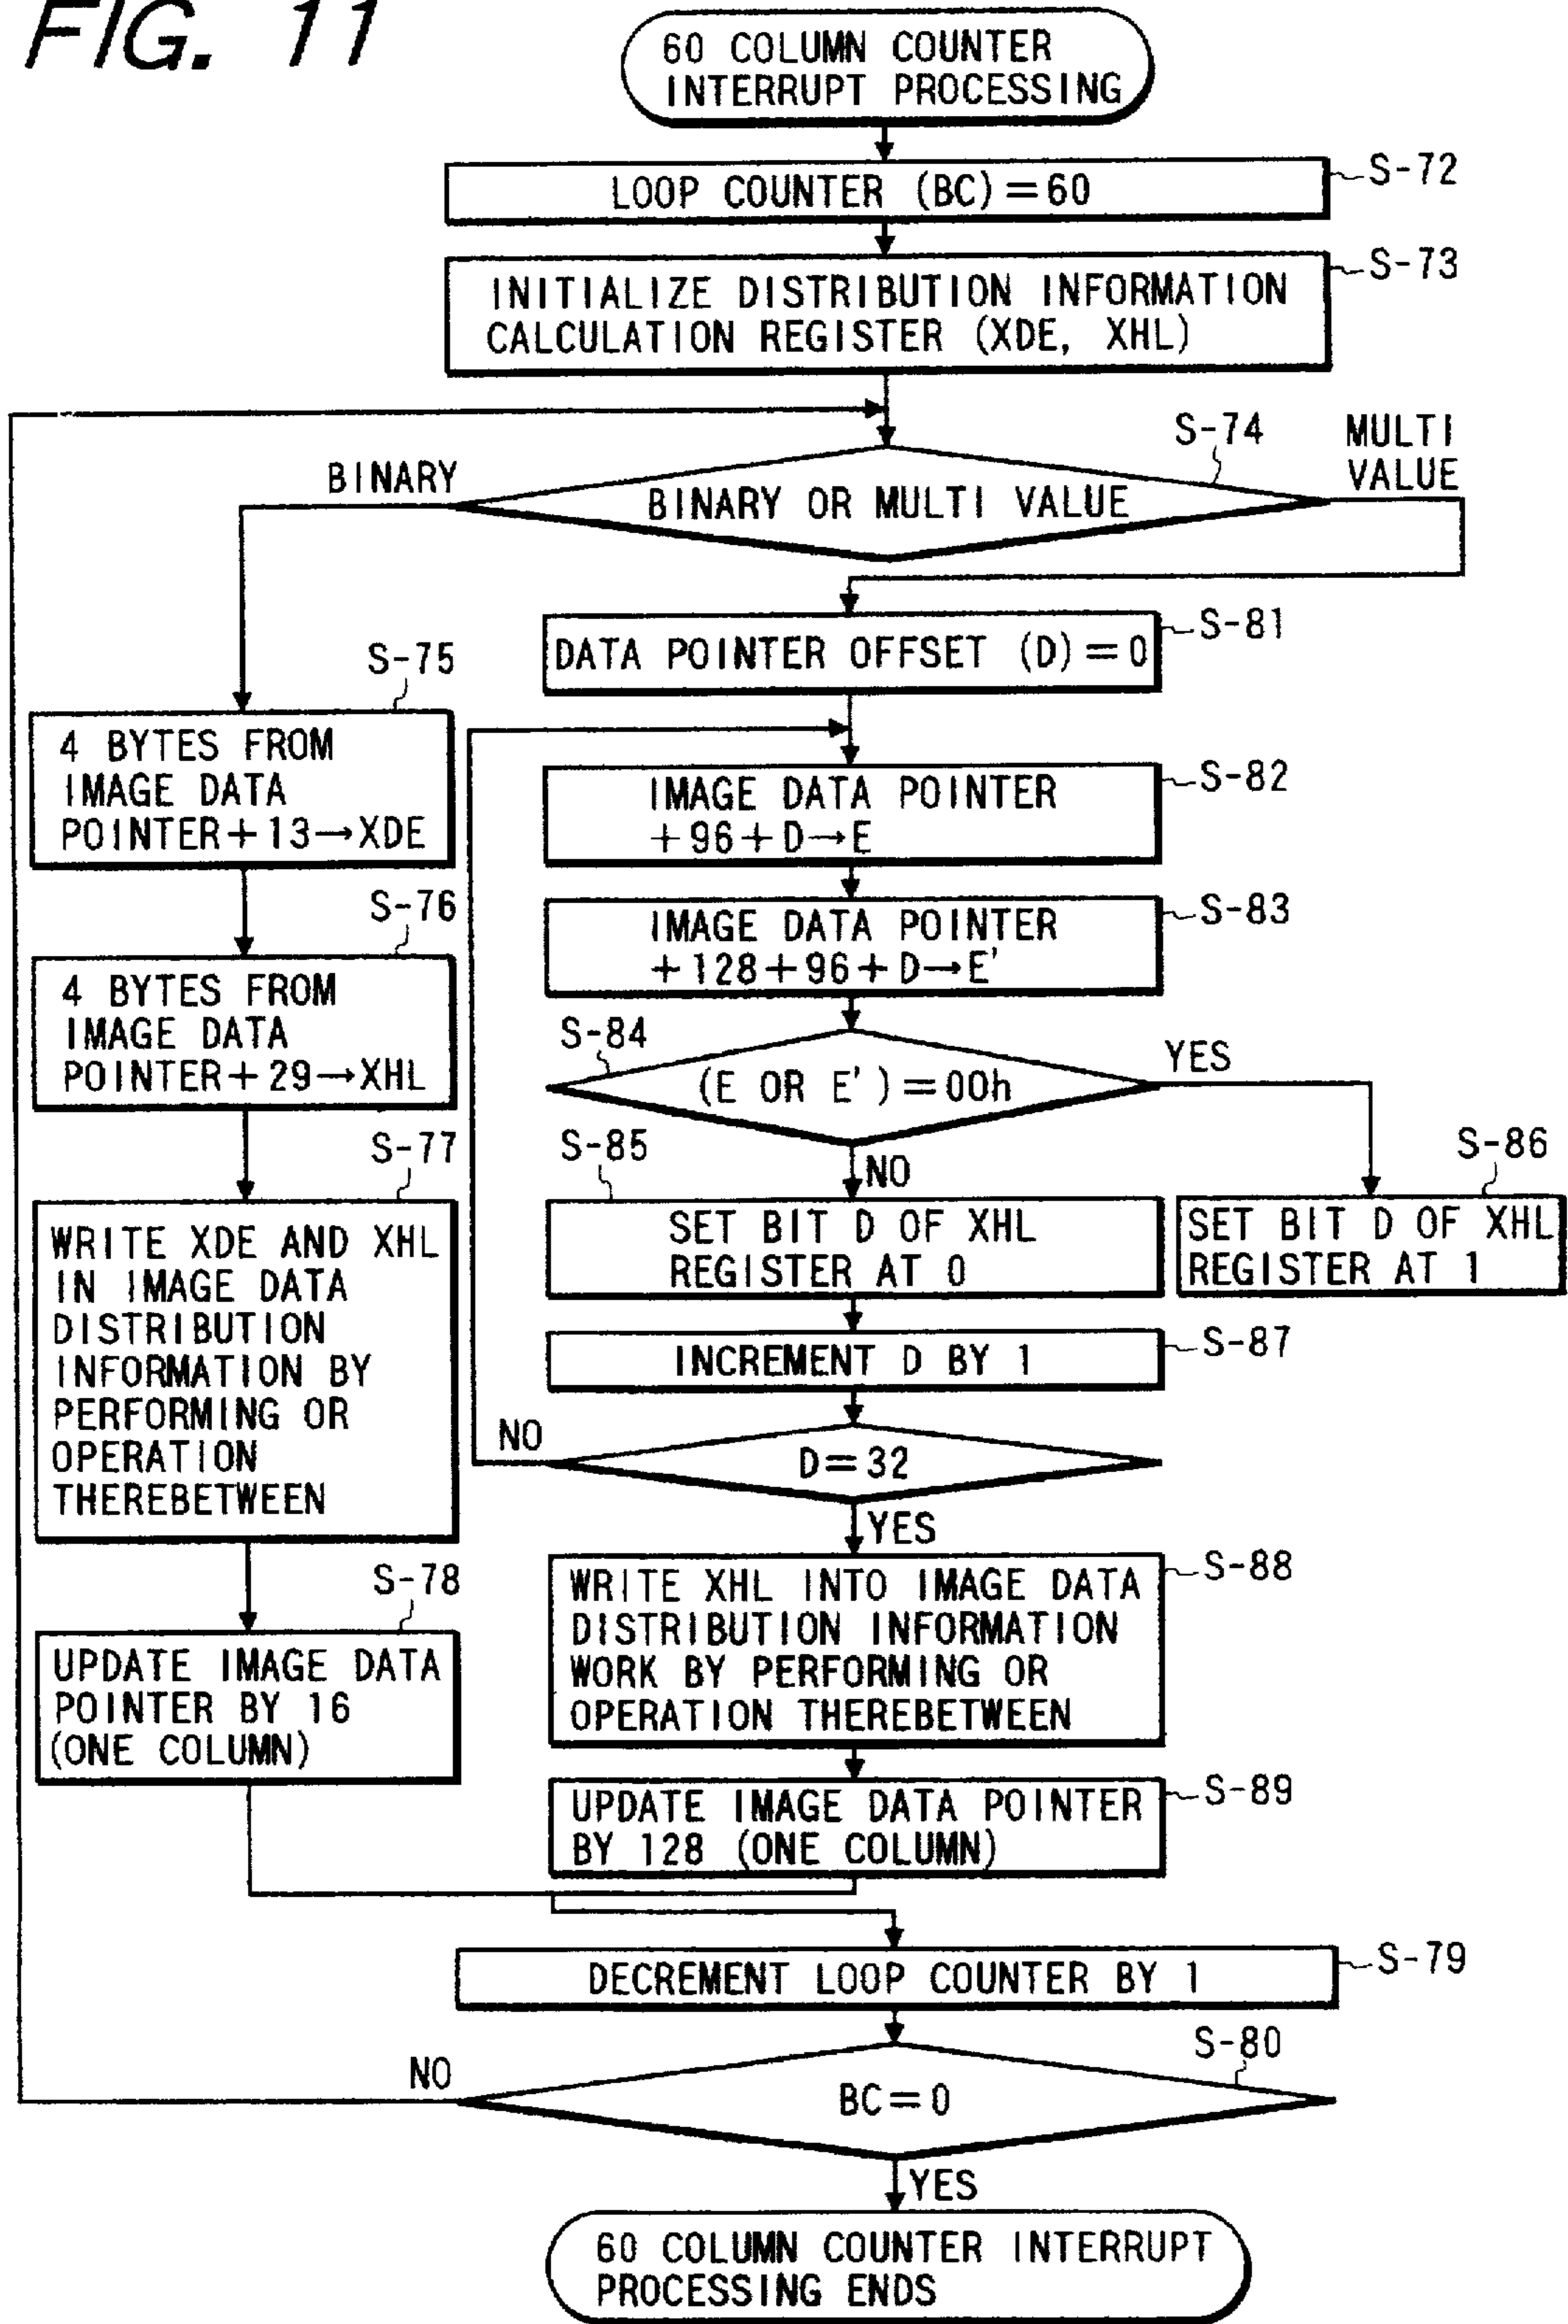 FIG. 11
60 COLUMN COUNTER
INTERRUPT PROCESSING
LOOP COUNTER (BC)=60
S-72
INITIALIZE DISTRIBUTION INFORMATION
CALCULATION REGISTER (XDE, XHL)
S-73
S-74
MULTI
VALUE
BINARY
BINARY OR MULTI VALUE
S-75
4 BYTES FROM
IMAGE DATA
POINTER+13→XDE
S-76
4 BYTES FROM
IMAGE DATA
POINTER+29→XHL
S-77
WRITE XDE AND XHL
IN IMAGE DATA
DISTRIBUTION
INFORMATION BY
PERFORMING OR
OPERATION
THEREBETWEEN
S-78
UPDATE IMAGE DATA
POINTER BY 16
(ONE COLUMN)
DATA POINTER OFFSET (D)=0
S-81
IMAGE DATA POINTER
+96+D→E
S-82
IMAGE DATA POINTER
+128+96+D→E'
S-83
S-84
(E OR E')=00h
YES
NO
S-85
SET BIT D OF XHL
REGISTER AT 0
S-86
SET BIT D OF XHL
REGISTER AT 1
INCREMENT D BY 1
S-87
NO
D=32
YES
WRITE XHL INTO IMAGE DATA
DISTRIBUTION INFORMATION
WORK BY PERFORMING OR
OPERATION THEREBETWEEN
S-88
UPDATE IMAGE DATA POINTER
BY 128 (ONE COLUMN)
S-89
DECREMENT LOOP COUNTER BY 1
S-79
S-80
NO
BC=0
YES
60 COLUMN COUNTER INTERRUPT
PROCESSING ENDS